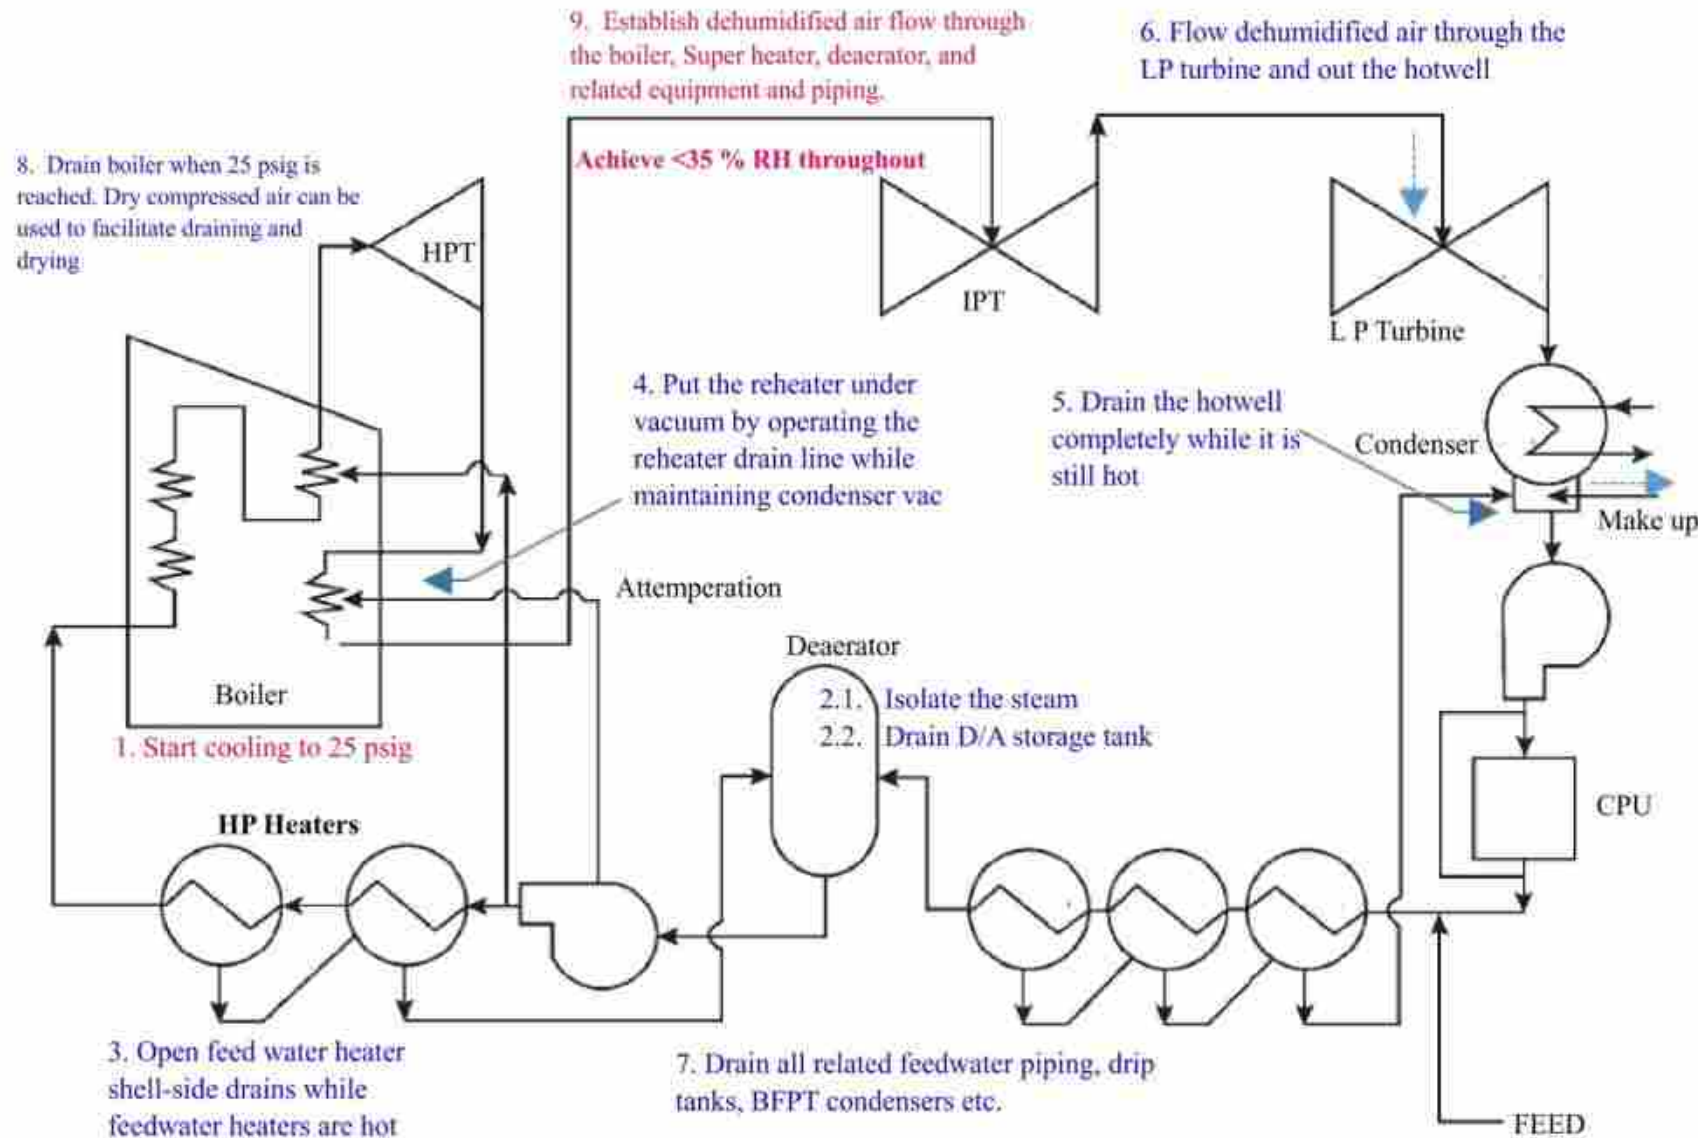 9. Establish dehumidified air flow through
the boiler, Super heater, deaerator, and
related equipment and piping.
6. Flow dehumidified air through the
LP turbine and out the hotwell
Achieve <35 % RH throughout
8. Drain boiler when 25 psig is
reached. Dry compressed air can be
used to facilitate draining and
drying
HPT
IPT
L P Turbine
4. Put the reheater under
vacuum by operating the
reheater drain line while
maintaining condenser vac
5. Drain the hotwell
completely while it is
still hot
Condenser
Make up
Attemperation
Deaerator
Boiler
2.1. Isolate the steam
2.2. Drain D/A storage tank
1. Start cooling to 25 psig
CPU
HP Heaters
3. Open feed water heater
shell-side drains while
feedwater heaters are hot
7. Drain all related feedwater piping, drip
tanks, BFPT condensers etc.
FEED